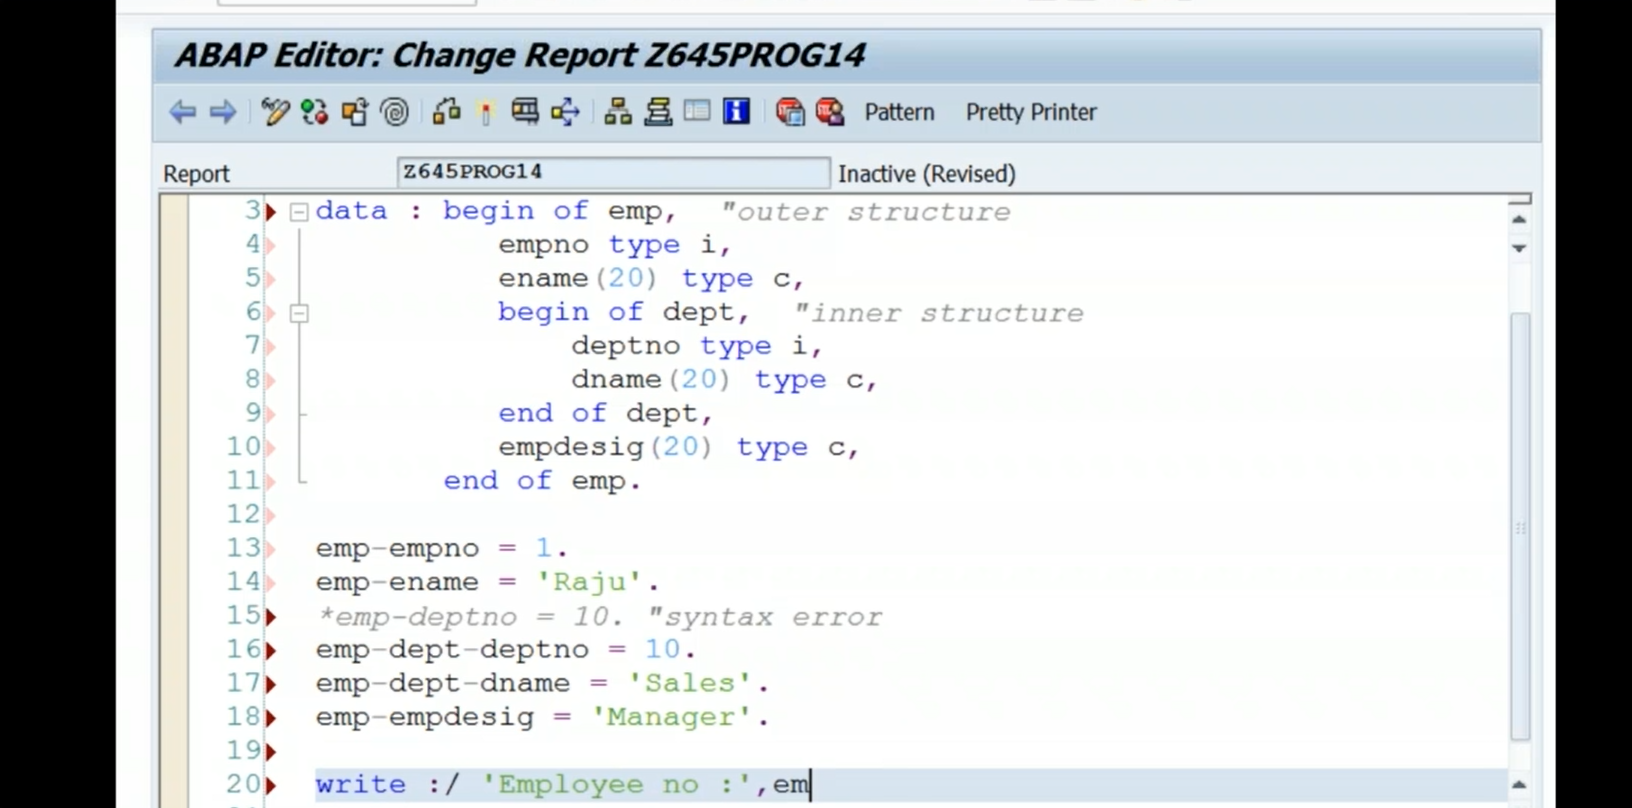 ABAP Editor: Change Report Z645PROG14
Pattern Pretty Printer
Report Z645PROG14 Inactive (Revised)
3 data : begin of emp, "outer structure
4 empno type i,
5 ename(20) type c,
6 begin of dept, "inner structure
7 deptno type i,
8 dname(20) type c,
9 end of dept,
10 empdesig(20) type c,
11 end of emp.
12
13 emp-empno = 1.
14 emp-ename = 'Raju'.
15 *emp-deptno = 10. "syntax error
16 emp-dept-deptno = 10.
17 emp-dept-dname = 'Sales'.
18 emp-empdesig = 'Manager'.
19
20 write :/ 'Employee no :',em